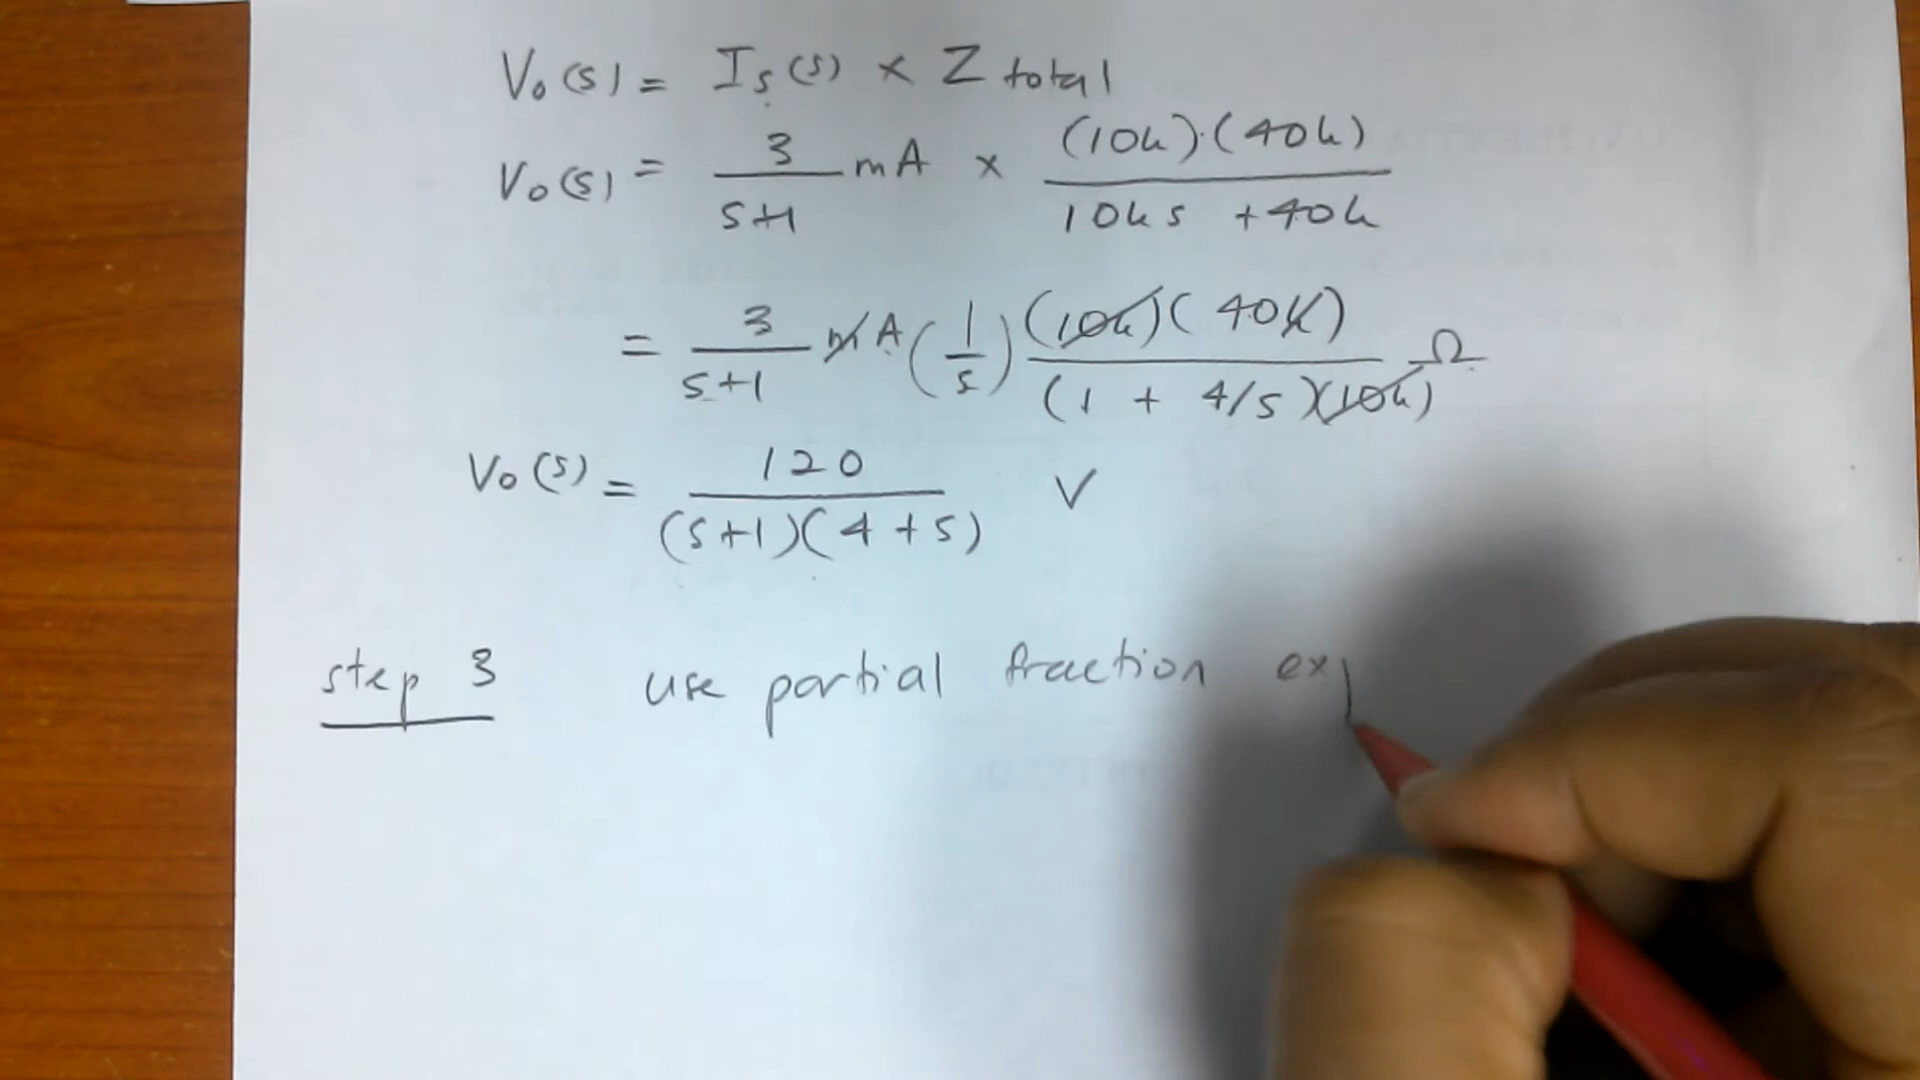 Vo(s) = Is(s) × Z total
Vo(s) = 3/(s+1) mA × (10k)·(40k)/(10ks + 40k)
= 3/(s+1) mA (1/s) (10k)(40k)/((1 + 4/s)(10k)) Ω
Vo(s) = 120/((s+1)(4+s)) V
step 3 use partial fraction exp